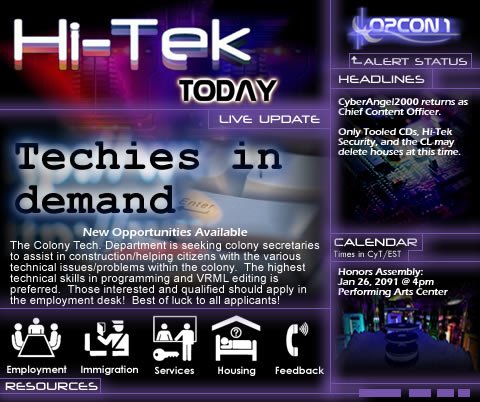 Hi-Tek
TODAY
LIVE UPDATE
Techies in
demand
New Opportunities Available
The Colony Tech. Department is seeking colony secretaries
to assist in construction/helping citizens with the various
technical issues/problems within the colony. The highest
technical skills in programming and VRML editing is
preferred. Those interested and qualified should apply in
the employment desk! Best of luck to all applicants!
Enter
Employment
Immigration
Services
Housing
Feedback
RESOURCES
OPCON 1
ALERT STATUS
HEADLINES
CyberAngel2000 returns as
Chief Content Officer.
Only Tooled CDs, Hi-Tek
Security, and the CL may
delete houses at this time.
CALENDAR
Times in CyT/EST
Honors Assembly:
Jan 26, 2091 @ 4pm
Performing Arts Center